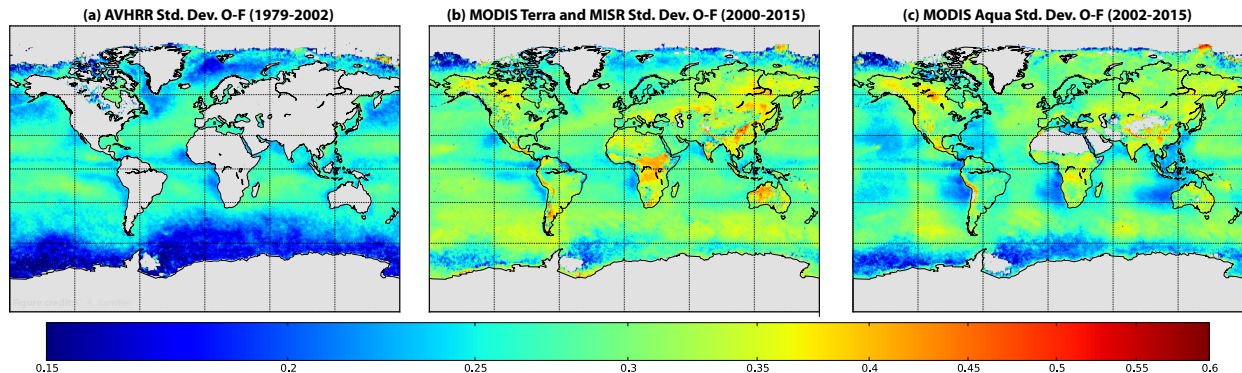 (a) AVHRR Std. Dev. O-F (1979-2002)
(b) MODIS Terra and MISR Std. Dev. O-F (2000-2015)
(c) MODIS Aqua Std. Dev. O-F (2002-2015)
Figure credit:
0.15 0.2 0.25 0.3 0.35 0.4 0.45 0.5 0.55 0.6